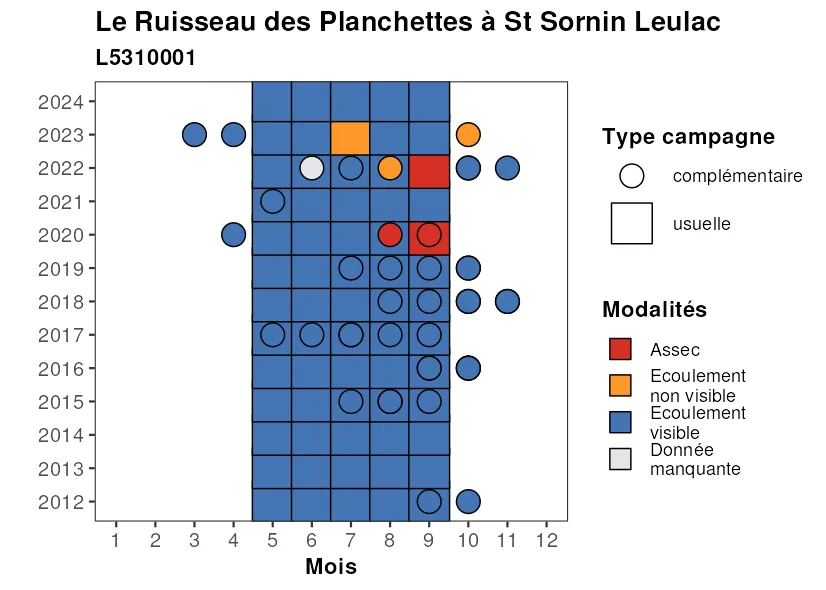 Le Ruisseau des Planchettes à St Sornin Leulac
L5310001
2024
2023
2022
2021
2020
2019
2018
2017
2016
2015
2014
2013
2012
1 2 3 4 5 6 7 8 9 10 11 12
Mois
Type campagne
complémentaire
usuelle
Modalités
Assec
Ecoulement
non visible
Ecoulement
visible
Donnée
manquante